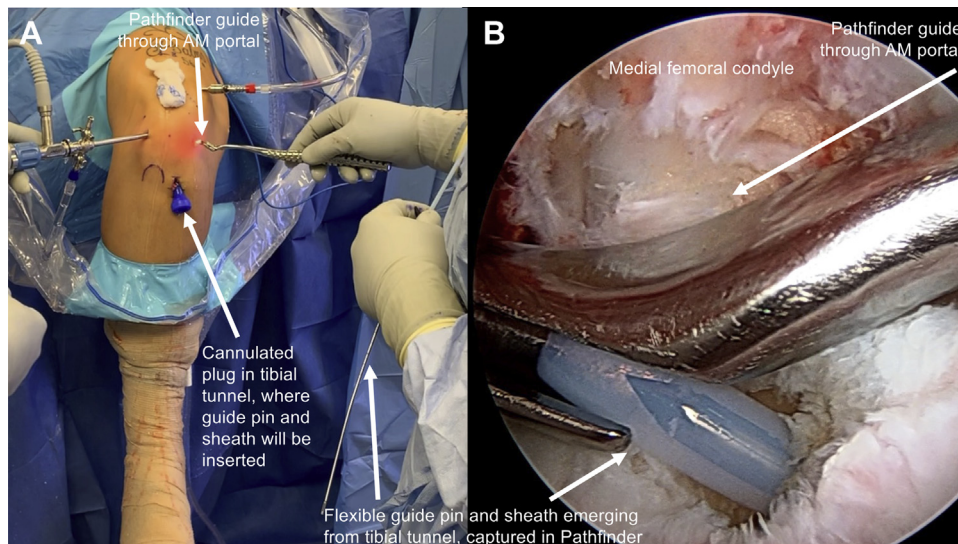 A
Pathfinder guide
through AM portal
Cannulated
plug in tibial
tunnel, where
guide pin and
sheath will be
inserted
B
Medial femoral condyle
Pathfinder guide
through AM porta
Flexible guide pin and sheath emerging
from tibial tunnel, captured in Pathfinder